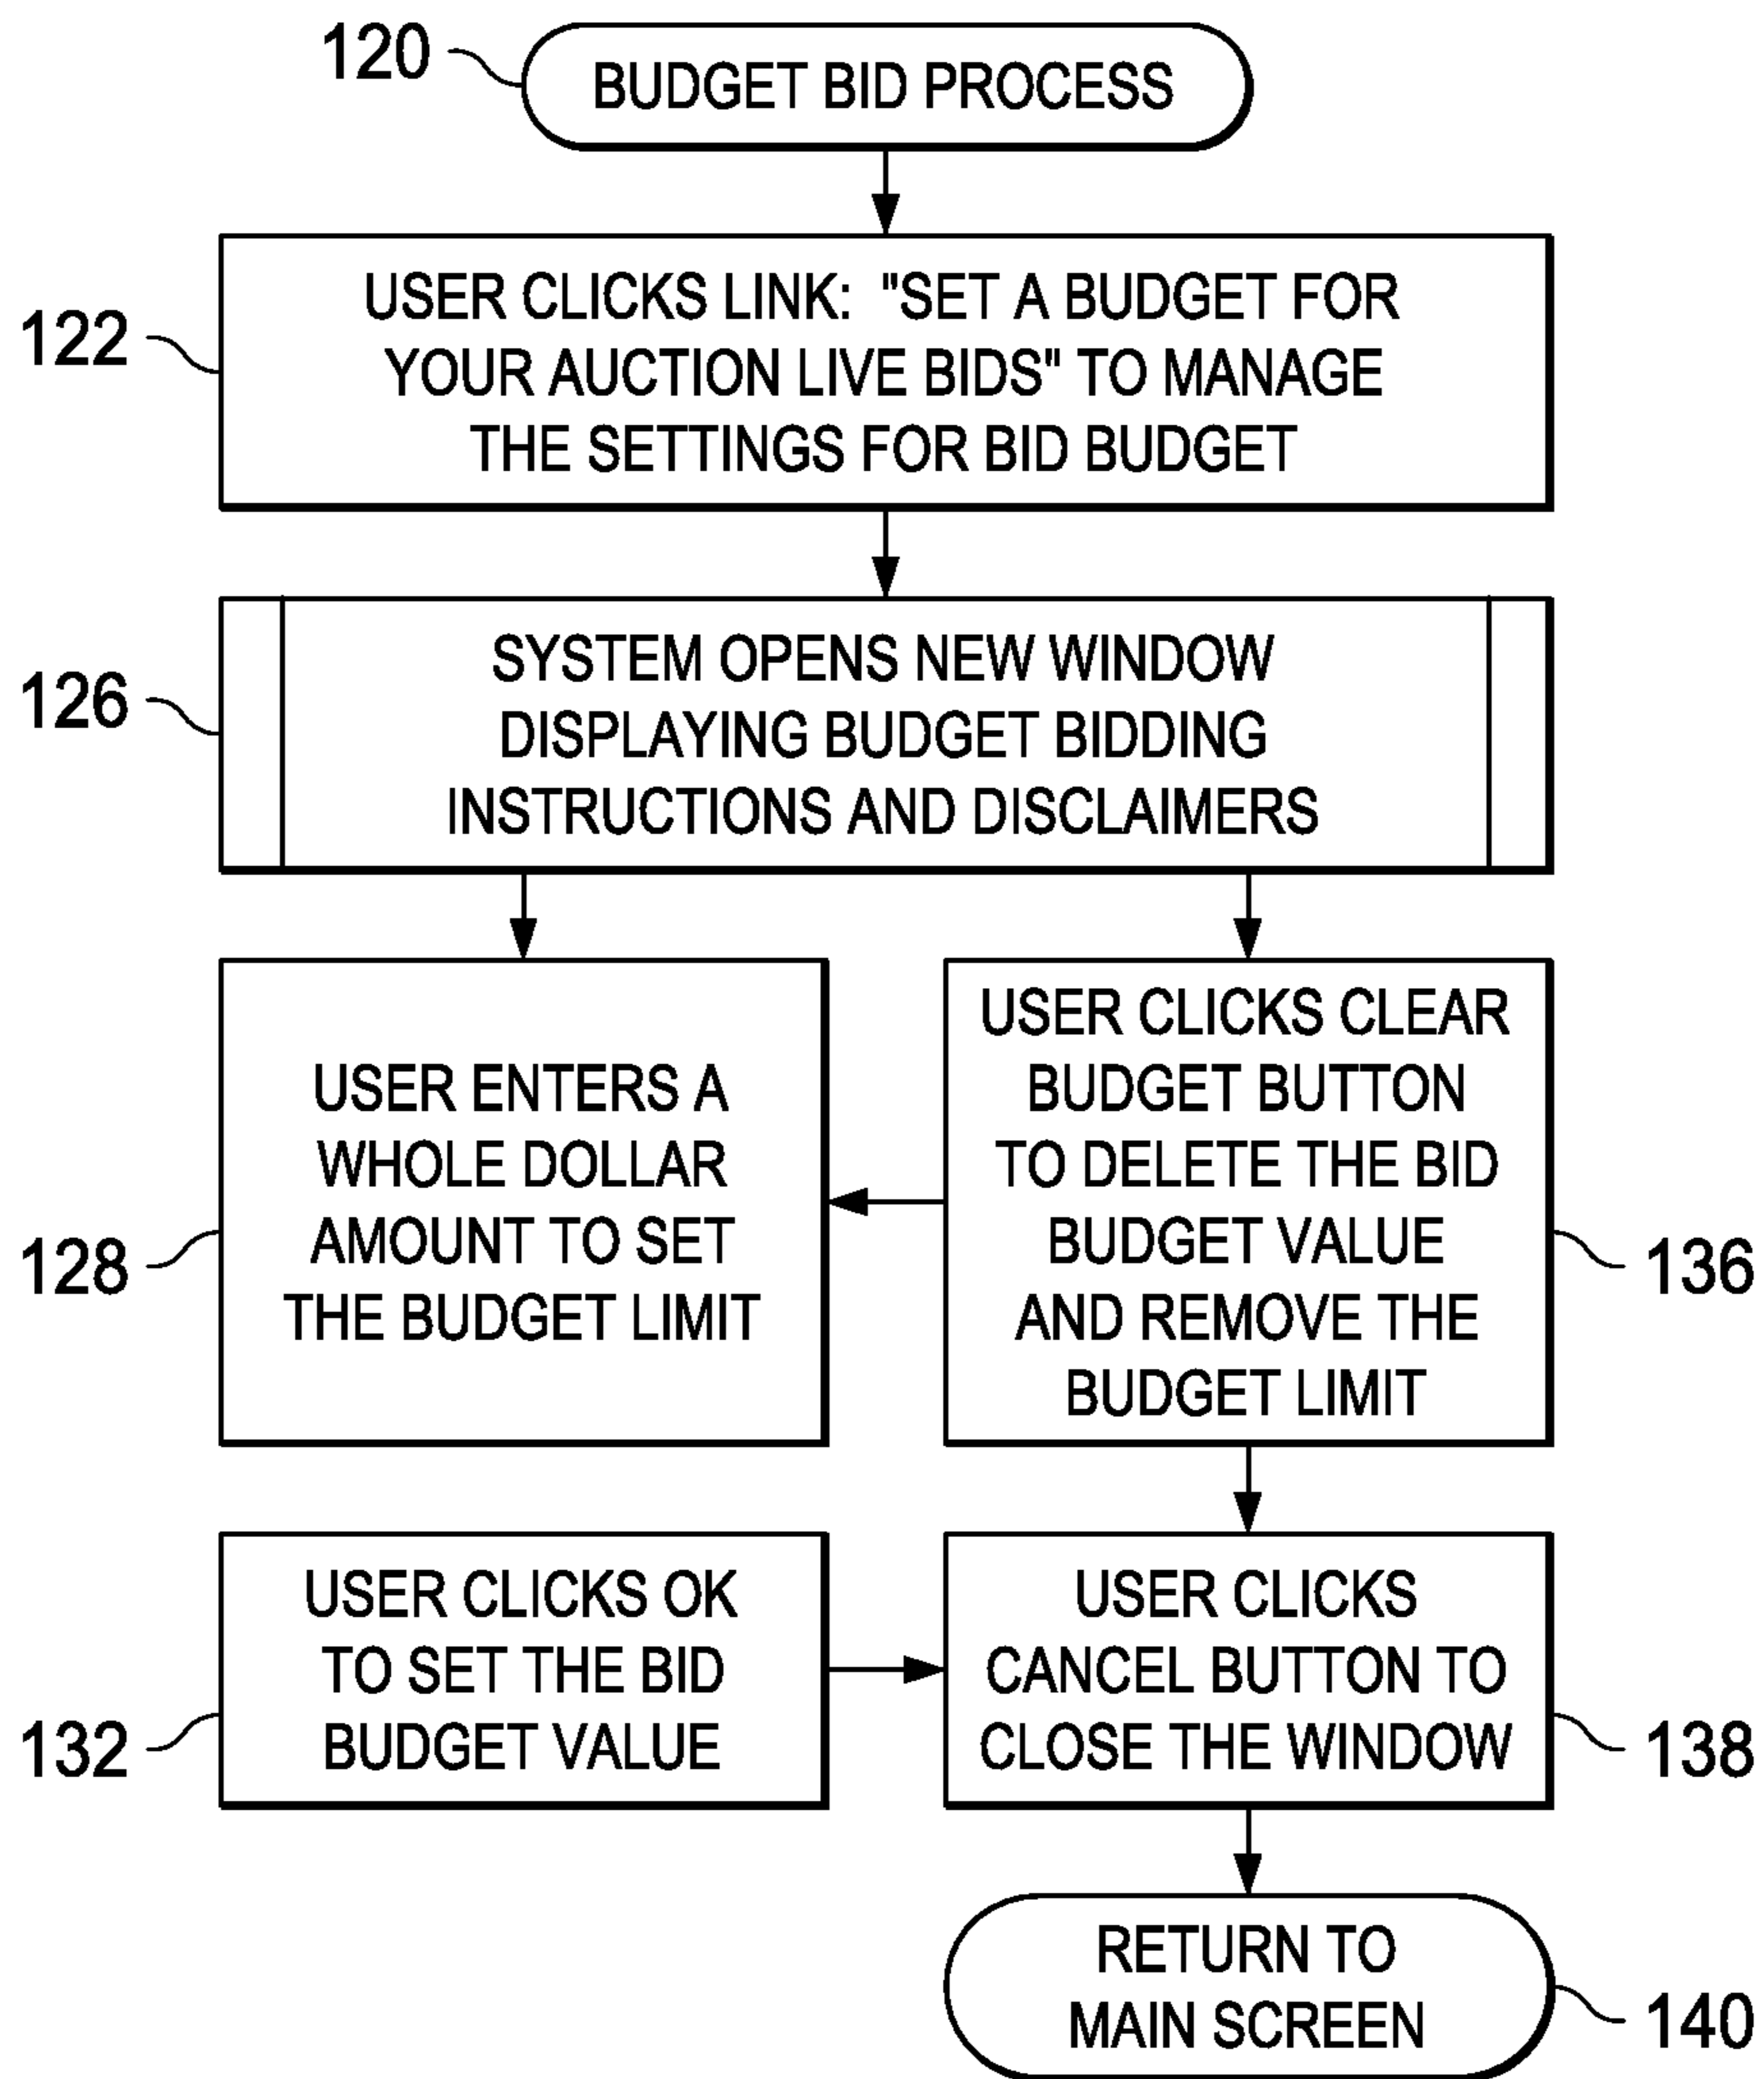 120
BUDGET BID PROCESS
122
USER CLICKS LINK: "SET A BUDGET FOR
YOUR AUCTION LIVE BIDS" TO MANAGE
THE SETTINGS FOR BID BUDGET
126
SYSTEM OPENS NEW WINDOW
DISPLAYING BUDGET BIDDING
INSTRUCTIONS AND DISCLAIMERS
128
USER ENTERS A
WHOLE DOLLAR
AMOUNT TO SET
THE BUDGET LIMIT
USER CLICKS CLEAR
BUDGET BUTTON
TO DELETE THE BID
BUDGET VALUE
AND REMOVE THE
BUDGET LIMIT
136
132
USER CLICKS OK
TO SET THE BID
BUDGET VALUE
USER CLICKS
CANCEL BUTTON TO
CLOSE THE WINDOW
138
RETURN TO
MAIN SCREEN
140